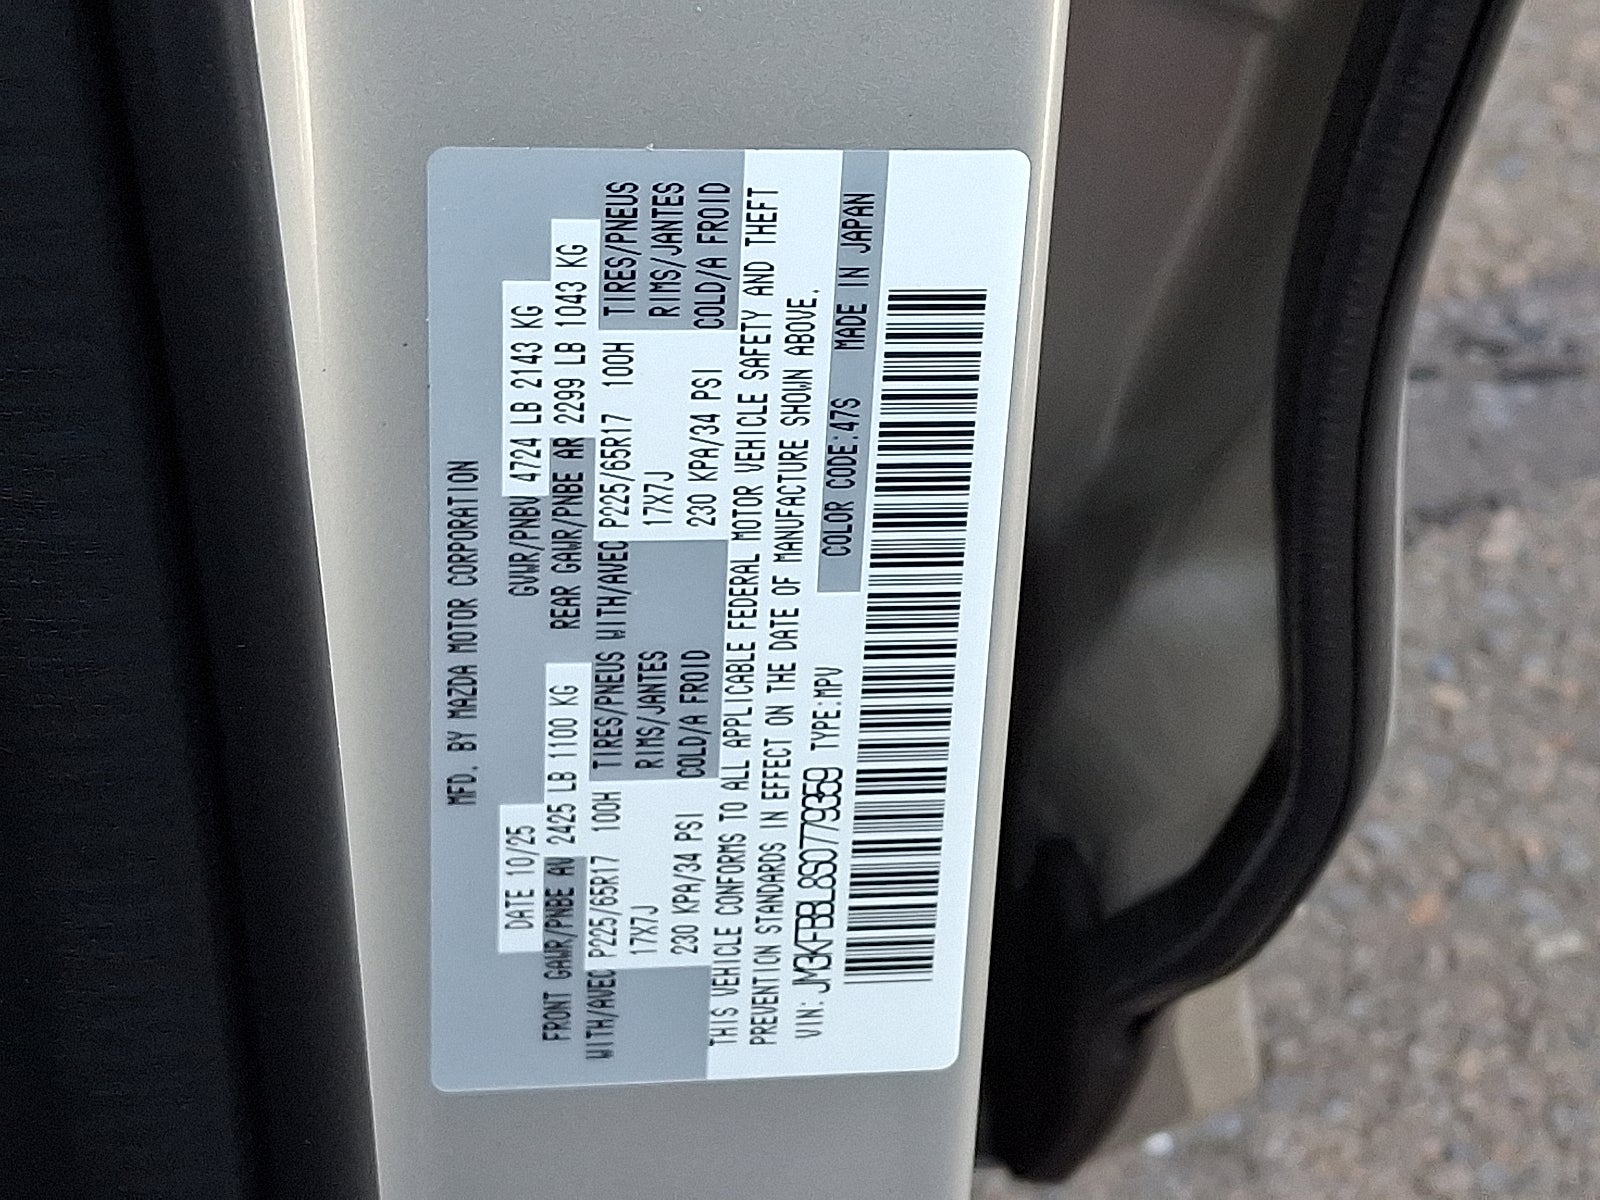 MFD. BY MAZDA MOTOR CORPORATION
DATE 10/25 GVWR/PNBV 4724 LB 2143 KG
FRONT GAWR/PNBE AV 2425 LB 1100 KG REAR GAWR/PNBE AR 2299 LB 1043 KG
WITH/AVEC P225/65R17 100H TIRES/PNEUS WITH/AVEC P225/65R17 100H TIRES/PNEUS
17X7J RIMS/JANTES 17X7J RIMS/JANTES
230 KPA/34 PSI COLD/A FROID 230 KPA/34 PSI COLD/A FROID
THIS VEHICLE CONFORMS TO ALL APPLICABLE FEDERAL MOTOR VEHICLE SAFETY AND THEFT
PREVENTION STANDARDS IN EFFECT ON THE DATE OF MANUFACTURE SHOWN ABOVE.
VIN: JM3KFBBL8S0779359 TYPE:MPV COLOR CODE:47S MADE IN JAPAN